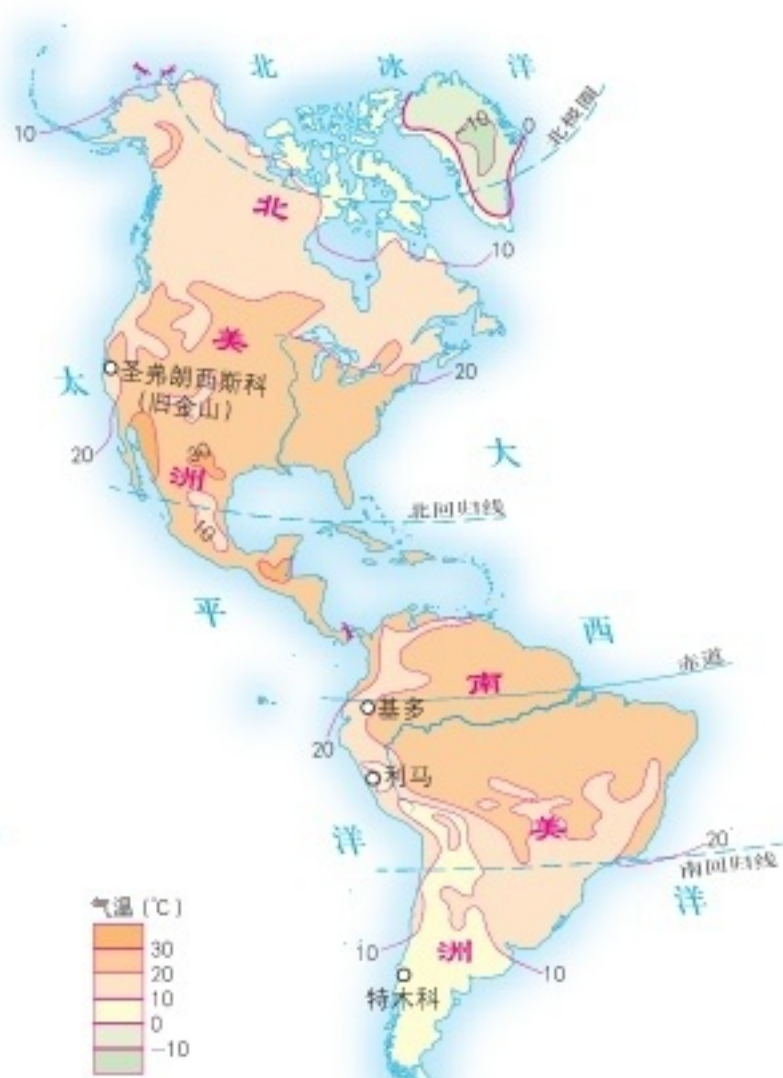 北冰洋
10
-10
0
北极圈
北
10
美
太
圣弗朗西斯科
(旧金山)
20
20
大
30
洲
北回归线
10
平
西
赤道
南
基多
20
利马
洋
美
20
南回归线
洋
气温 (℃)
30
20
10
0
-10
10
洲
10
特木科